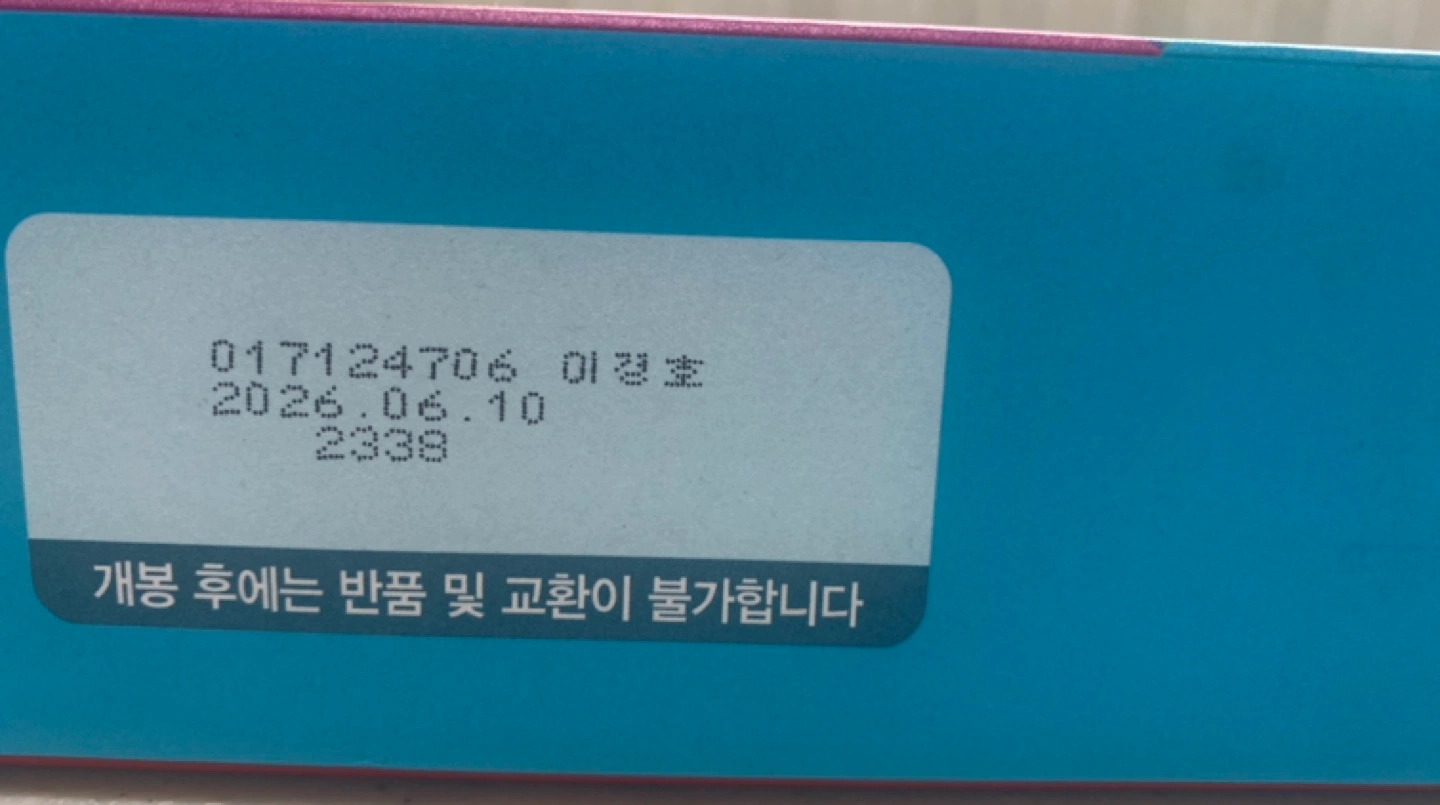 017124706 이경호
2026.06.10
2338
개봉 후에는 반품 및 교환이 불가합니다